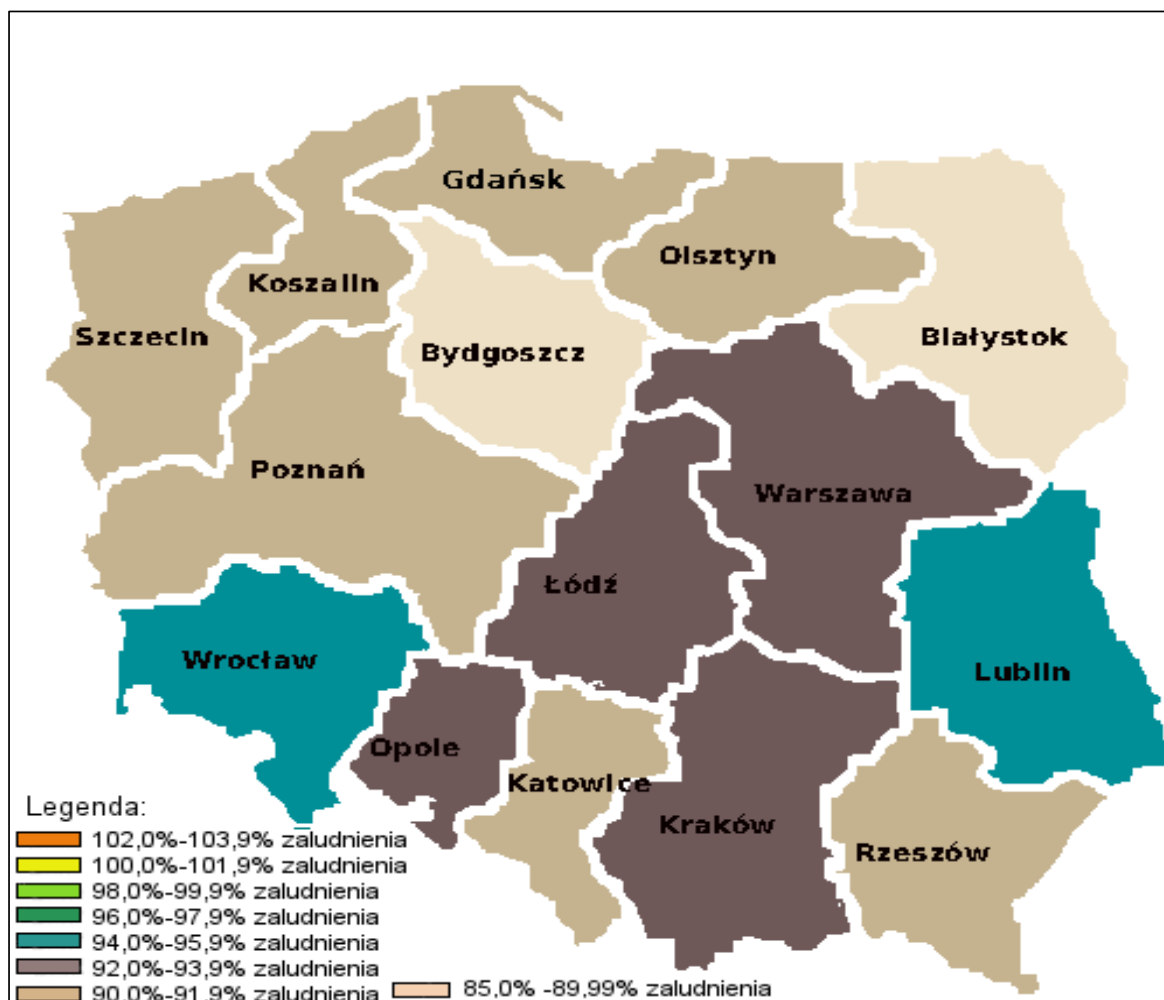 Gdańsk
Olsztyn
Koszalin
Szczecin
Bydgoszcz
Białystok
Poznań
Warszawa
Łódź
Wrocław
Lublin
Opole
Katowice
Kraków
Rzeszów
Legenda:
102,0%-103,9% zaludnienia
100,0%-101,9% zaludnienia
98,0%-99,9% zaludnienia
96,0%-97,9% zaludnienia
94,0%-95,9% zaludnienia
92,0%-93,9% zaludnienia
90,0%-91,9% zaludnienia
85,0% -89,99% zaludnienia